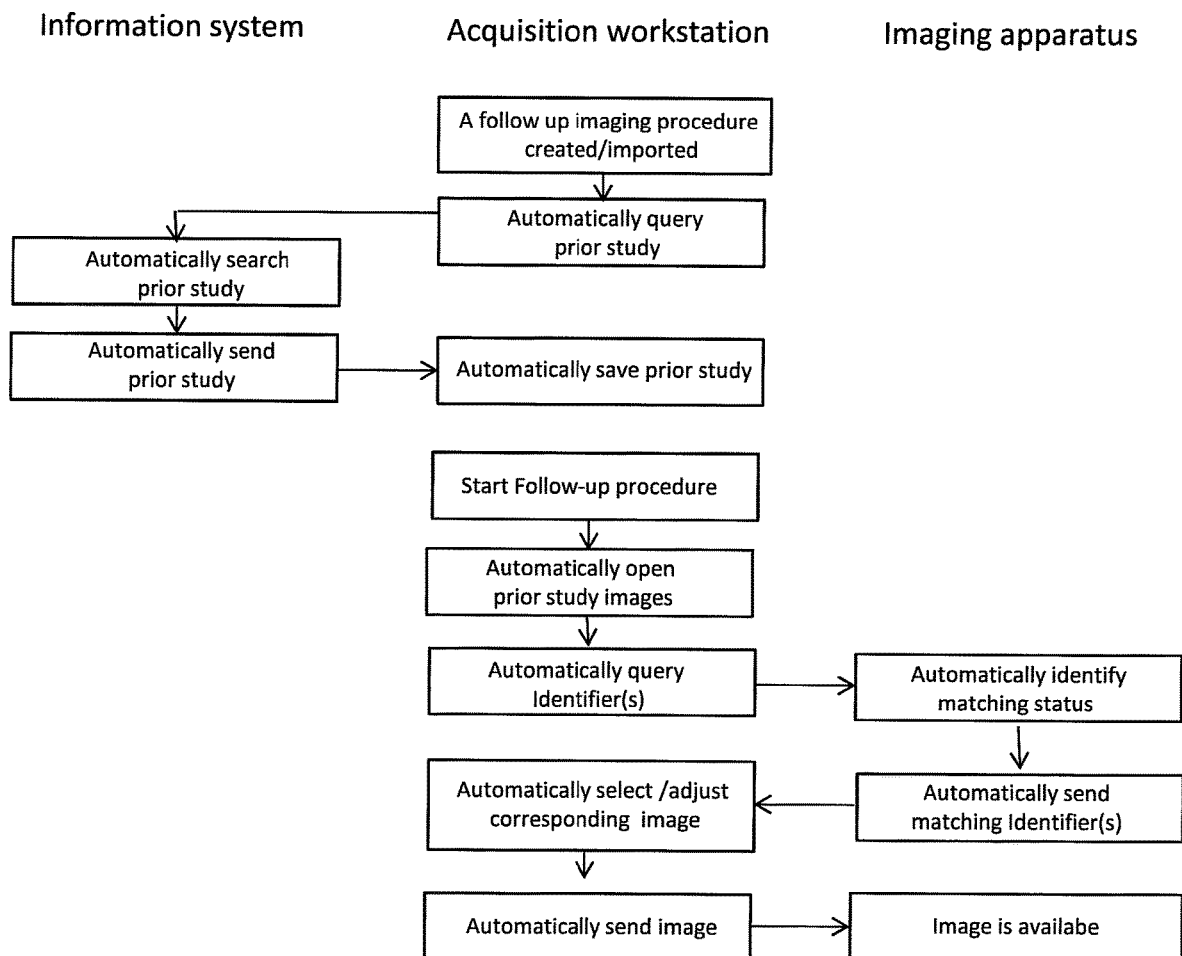 Information system
Acquisition workstation
Imaging apparatus
A follow up imaging procedure
created/imported
Automatically query
prior study
Automatically search
prior study
Automatically send
prior study
Automatically save prior study
Start Follow-up procedure
Automatically open
prior study images
Automatically query
Identifier(s)
Automatically identify
matching status
Automatically select /adjust
corresponding image
Automatically send
matching Identifier(s)
Automatically send image
Image is availabe